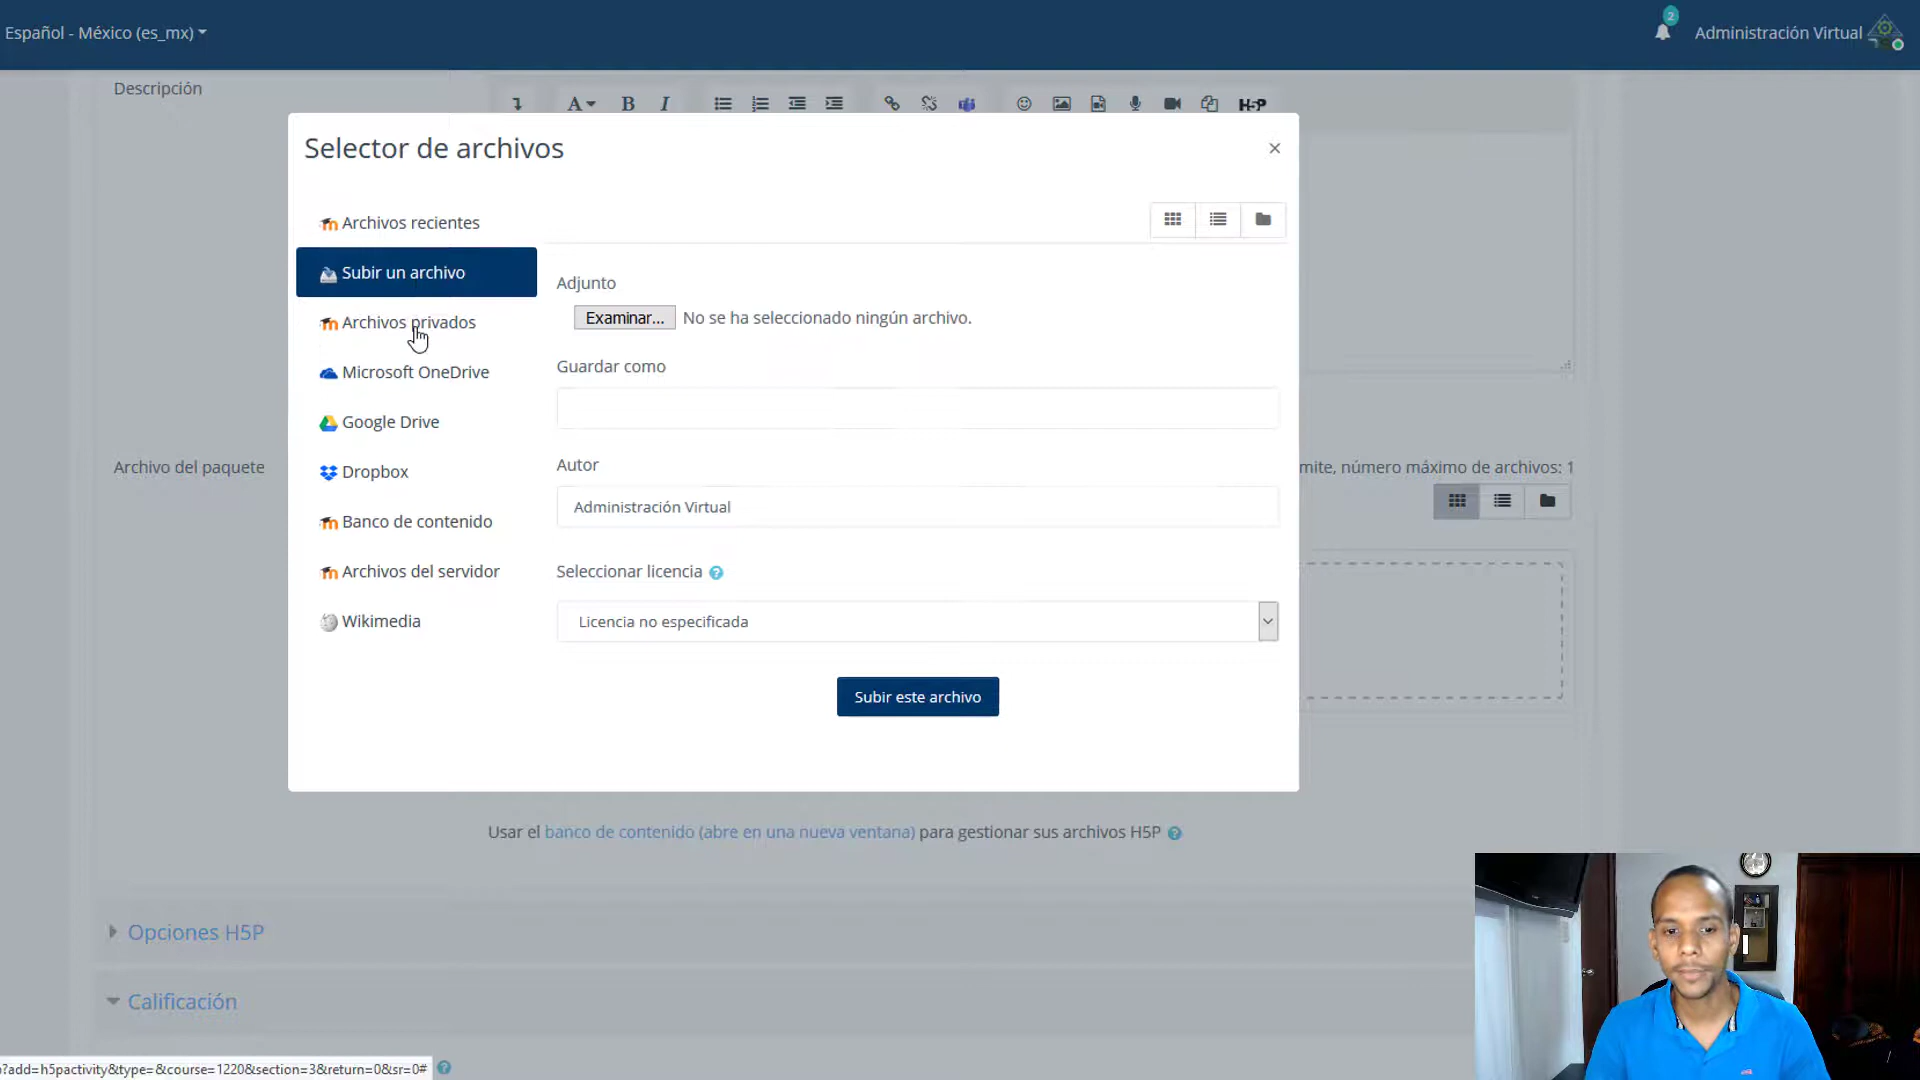 Español - México (es_mx)
2
Administración Virtual
Descripción
A
B
I
H5P
Selector de archivos
×
Archivos recientes
Subir un archivo
Archivos privados
Microsoft OneDrive
Google Drive
Dropbox
Banco de contenido
Archivos del servidor
Wikimedia
Adjunto
Examinar... No se ha seleccionado ningún archivo.
Guardar como
Autor
Administración Virtual
Seleccionar licencia ?
Licencia no especificada
Subir este archivo
Archivo del paquete
mite, número máximo de archivos: 1
Usar el banco de contenido (abre en una nueva ventana) para gestionar sus archivos H5P ?
Opciones H5P
Calificación
?add=h5pactivity&type=&course=1220&section=3&return=0&sr=0# ?